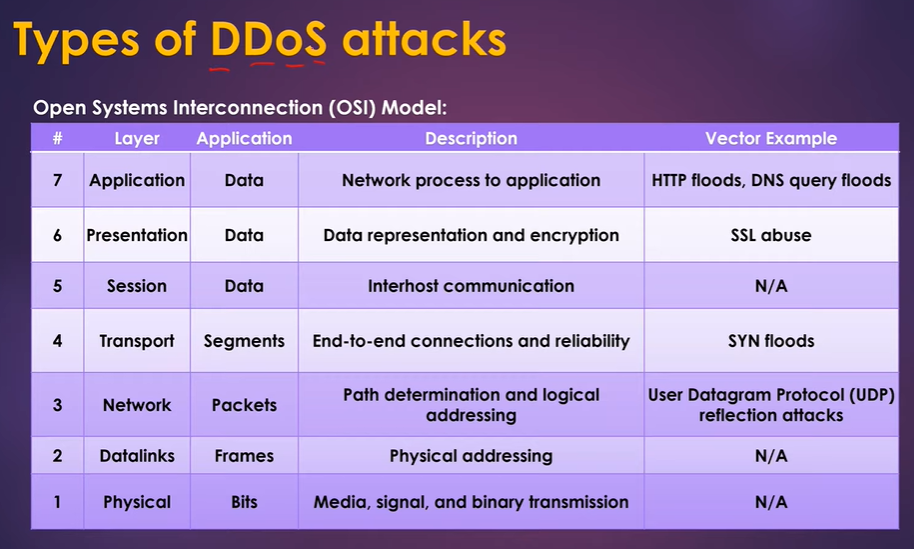 Types of DDoS attacks
Open Systems Interconnection (OSI) Model:
# Layer Application Description Vector Example
7 Application Data Network process to application HTTP floods, DNS query floods
6 Presentation Data Data representation and encryption SSL abuse
5 Session Data Interhost communication N/A
4 Transport Segments End-to-end connections and reliability SYN floods
3 Network Packets Path determination and logical addressing User Datagram Protocol (UDP) reflection attacks
2 Datalinks Frames Physical addressing N/A
1 Physical Bits Media, signal, and binary transmission N/A